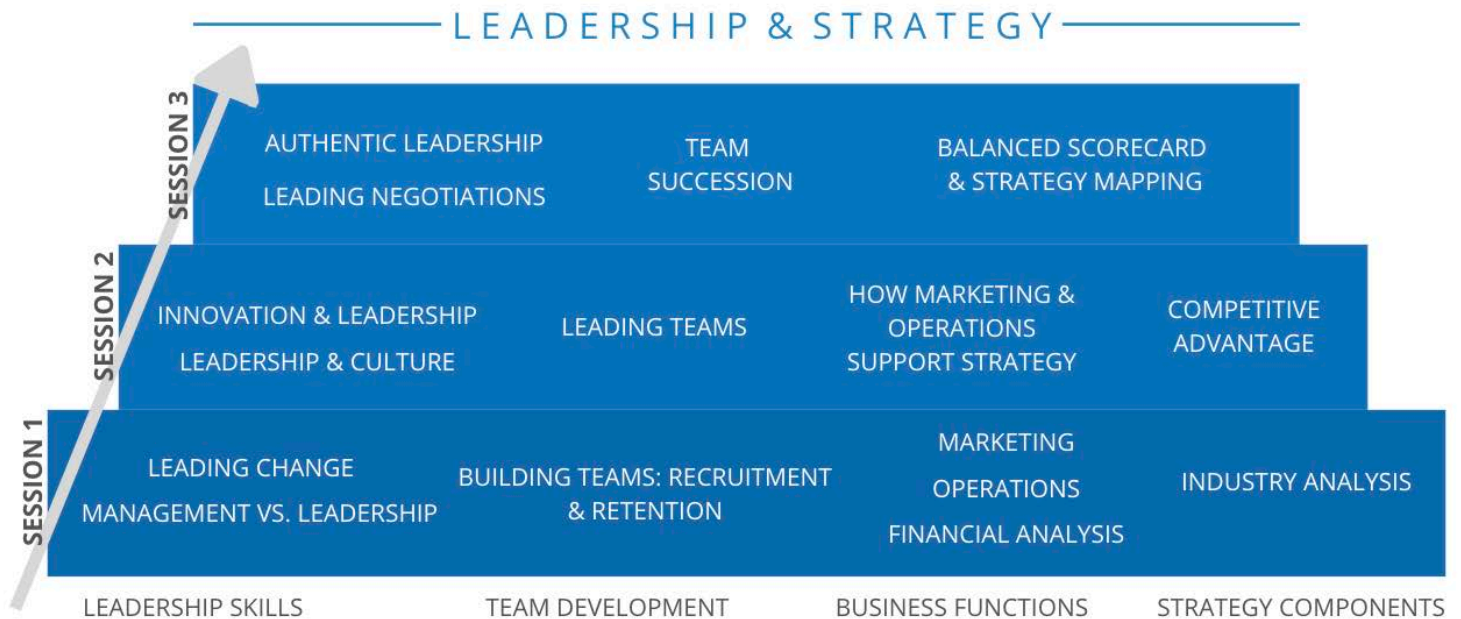 LEADERSHIP & STRATEGY
SESSION 3
AUTHENTIC LEADERSHIP
LEADING NEGOTIATIONS
TEAM
SUCCESSION
BALANCED SCORECARD
& STRATEGY MAPPING
SESSION 2
INNOVATION & LEADERSHIP
LEADERSHIP & CULTURE
LEADING TEAMS
HOW MARKETING &
OPERATIONS
SUPPORT STRATEGY
COMPETITIVE
ADVANTAGE
SESSION 1
LEADING CHANGE
MANAGEMENT VS. LEADERSHIP
BUILDING TEAMS: RECRUITMENT
& RETENTION
MARKETING
OPERATIONS
FINANCIAL ANALYSIS
INDUSTRY ANALYSIS
LEADERSHIP SKILLS
TEAM DEVELOPMENT
BUSINESS FUNCTIONS
STRATEGY COMPONENTS